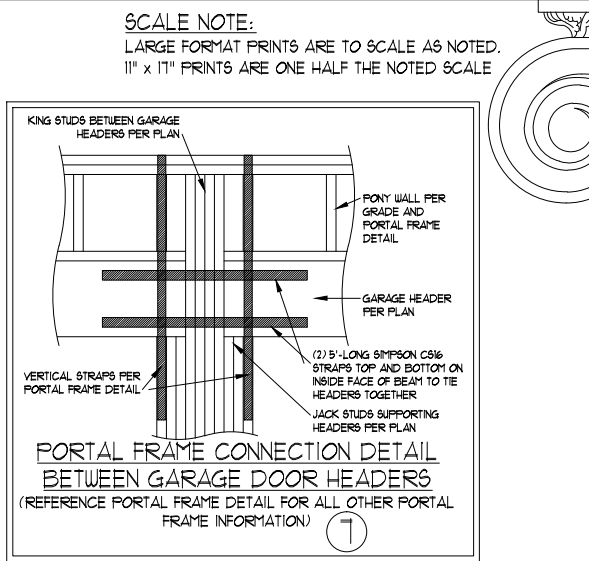 SCALE NOTE:
LARGE FORMAT PRINTS ARE TO SCALE AS NOTED.
11" x 17" PRINTS ARE ONE HALF THE NOTED SCALE
KING STUDS BETWEEN GARAGE
HEADERS PER PLAN
PONY WALL PER
GRADE AND
PORTAL FRAME
DETAIL
GARAGE HEADER
PER PLAN
(2) 5'-LONG SIMPSON CS16
STRAPS TOP AND BOTTOM ON
INSIDE FACE OF BEAM TO TIE
HEADERS TOGETHER
VERTICAL STRAPS PER
PORTAL FRAME DETAIL
JACK STUDS SUPPORTING
HEADERS PER PLAN
PORTAL FRAME CONNECTION DETAIL
BETWEEN GARAGE DOOR HEADERS
(REFERENCE PORTAL FRAME DETAIL FOR ALL OTHER PORTAL
FRAME INFORMATION)
7